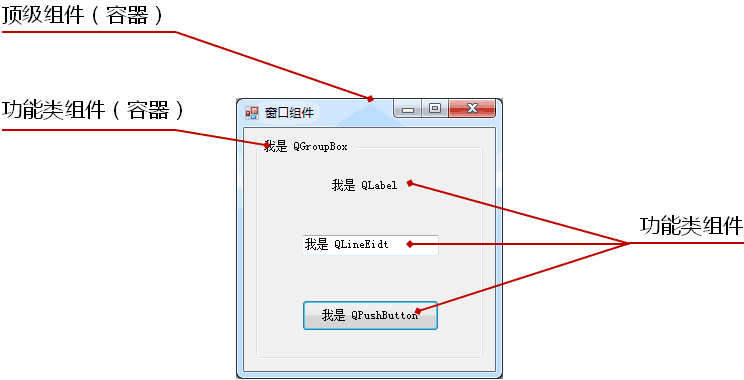 顶级组件（容器）
功能类组件（容器）
窗口组件
我是 QGroupBox
我是 QLabel
功能类组件
我是 QLineEidt
我是 QPushButton